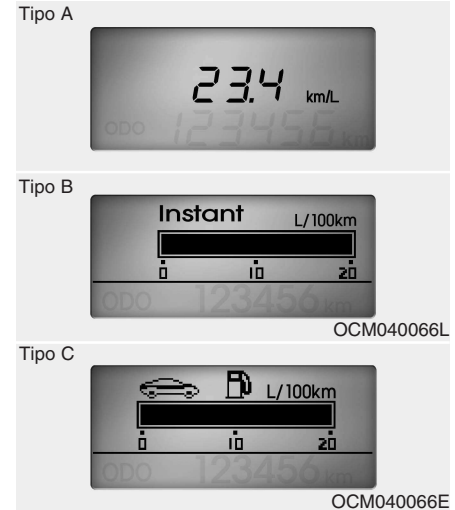 Tipo A
23.4 km/L
ODO 123456 km
Tipo B
Instant L/100km
0 10 20
ODO 123456 km
OCM040066L
Tipo C
L/100km
0 10 20
ODO 123456 km
OCM040066E